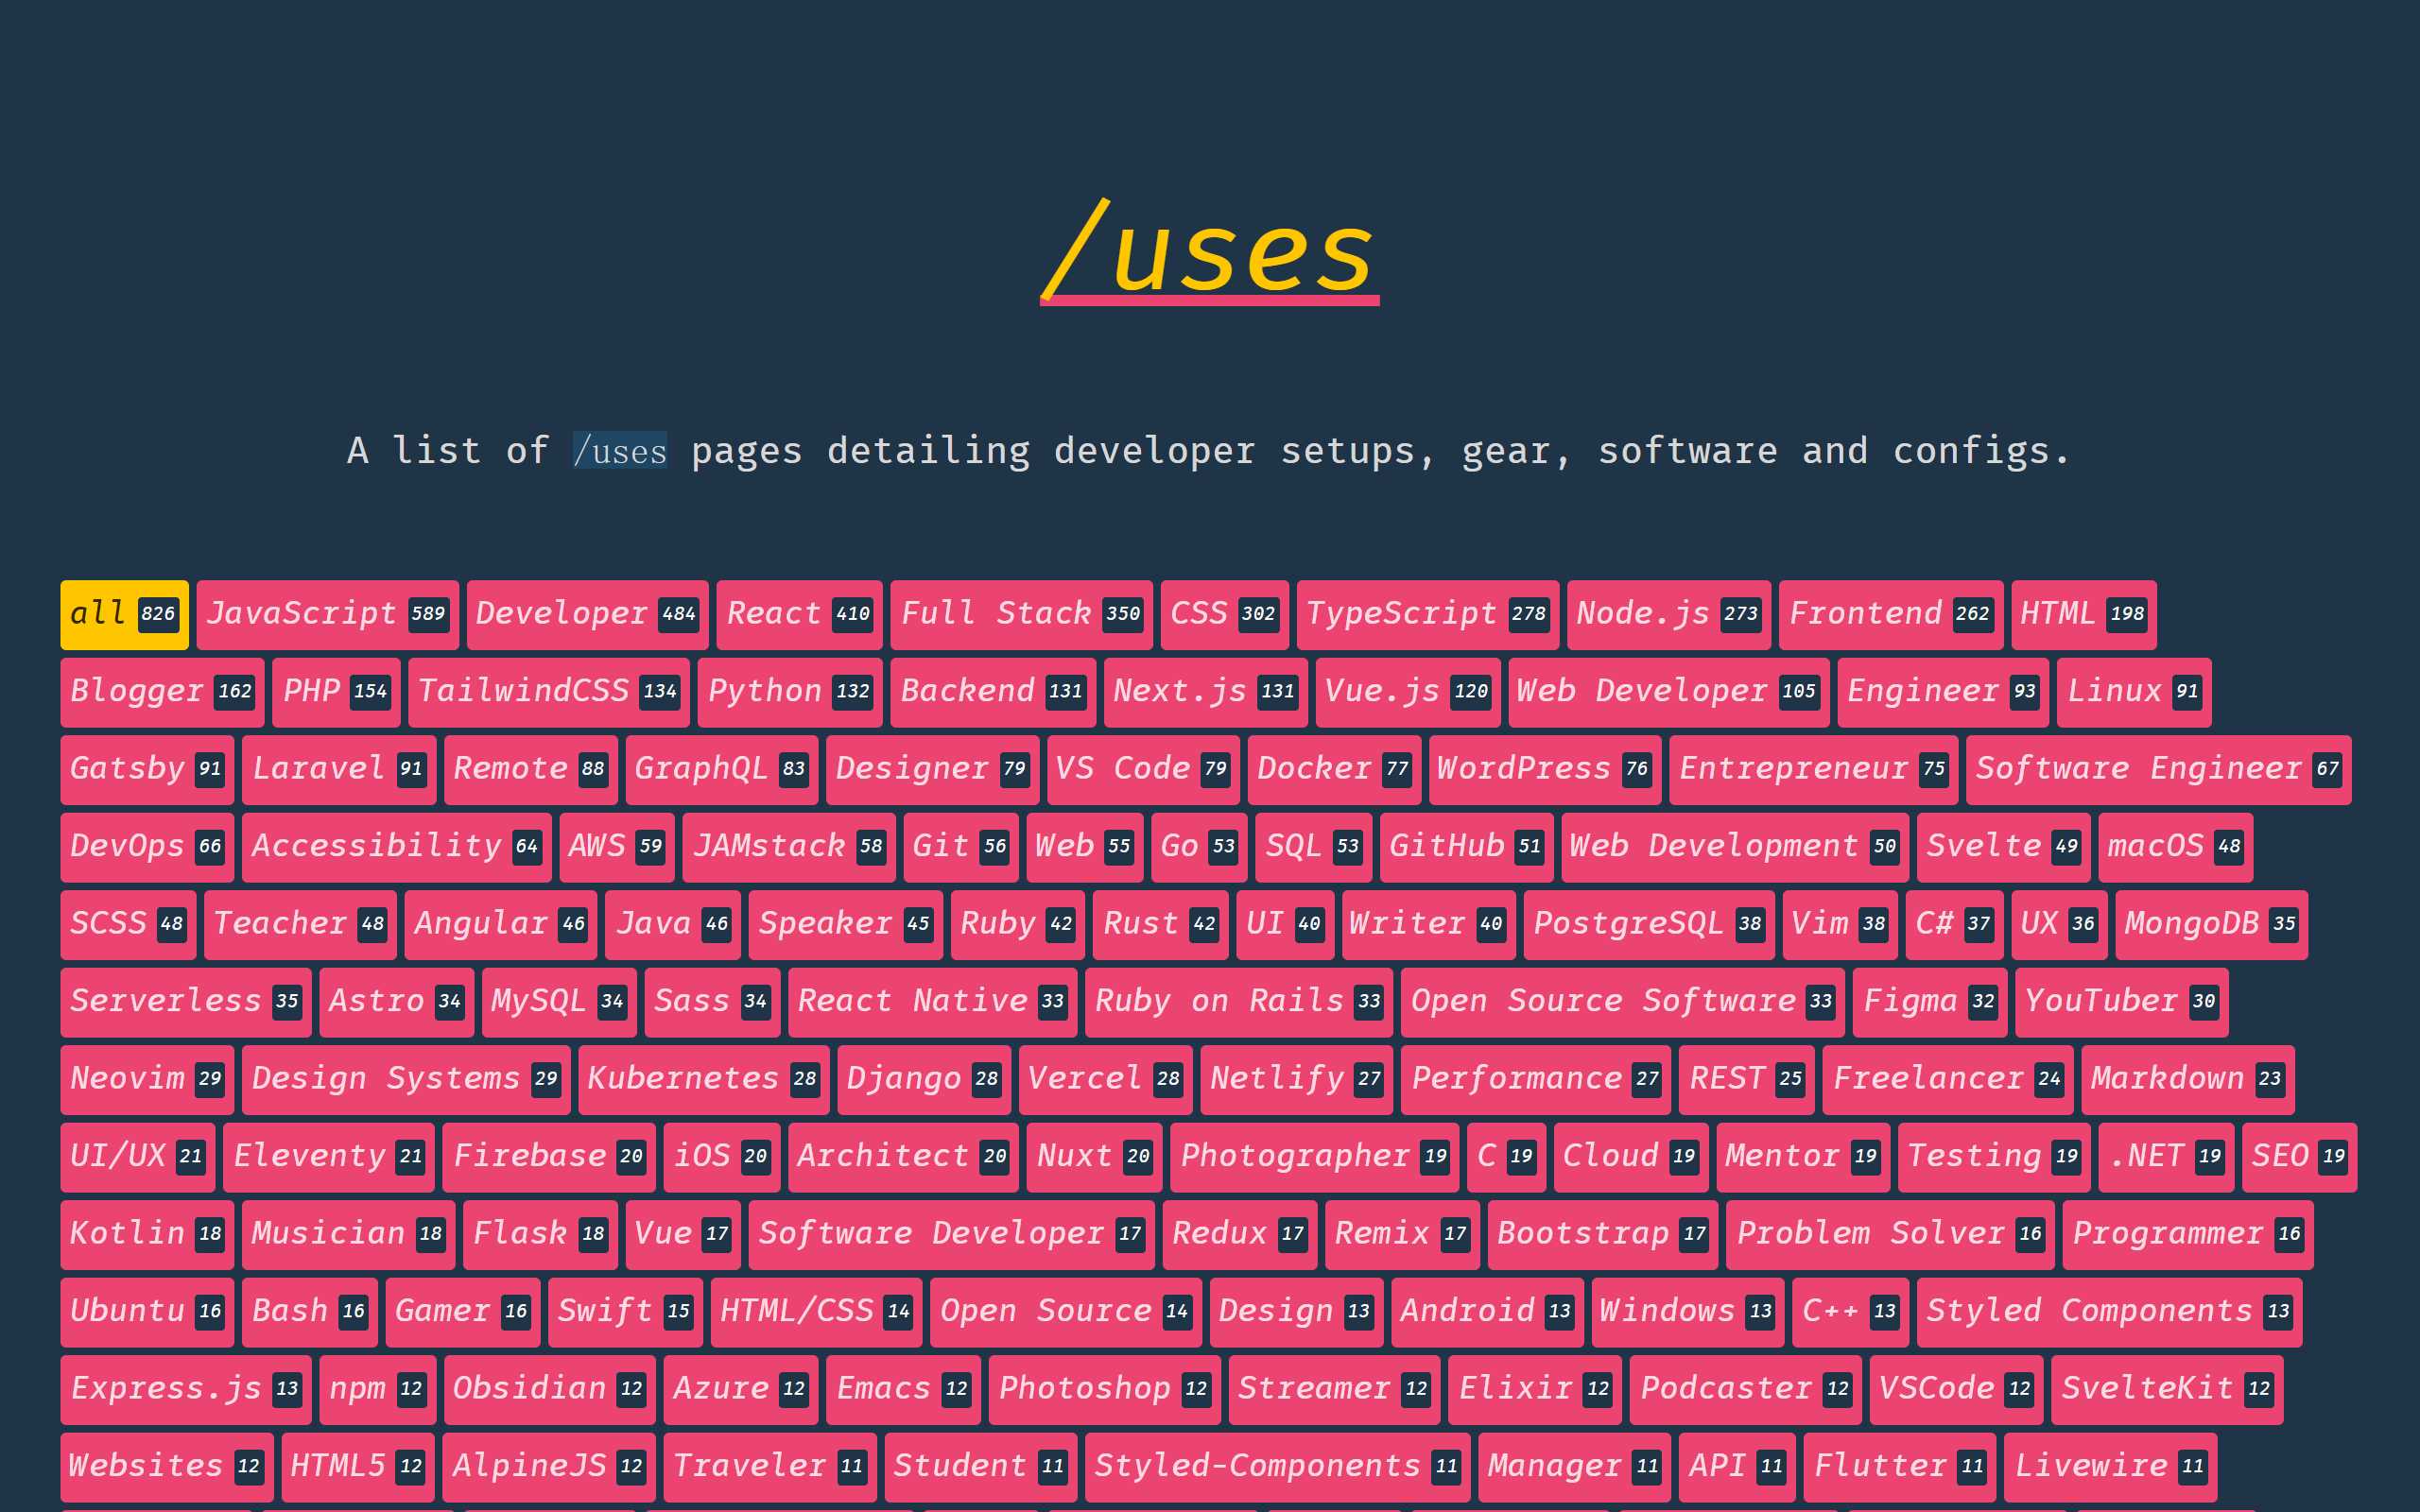 /uses
A list of /uses pages detailing developer setups, gear, software and configs.
all 826 JavaScript 589 Developer 484 React 410 Full Stack 350 CSS 302 TypeScript 278 Node.js 273 Frontend 262 HTML 198
Blogger 162 PHP 154 TailwindCSS 134 Python 132 Backend 131 Next.js 131 Vue.js 120 Web Developer 105 Engineer 93 Linux 91
Gatsby 91 Laravel 91 Remote 88 GraphQL 83 Designer 79 VS Code 79 Docker 77 WordPress 76 Entrepreneur 75 Software Engineer 67
DevOps 66 Accessibility 64 AWS 59 JAMstack 58 Git 56 Web 55 Go 53 SQL 53 GitHub 51 Web Development 50 Svelte 49 macOS 48
SCSS 48 Teacher 48 Angular 46 Java 46 Speaker 45 Ruby 42 Rust 42 UI 40 Writer 40 PostgreSQL 38 Vim 38 C# 37 UX 36 MongoDB 35
Serverless 35 Astro 34 MySQL 34 Sass 34 React Native 33 Ruby on Rails 33 Open Source Software 33 Figma 32 YouTuber 30
Neovim 29 Design Systems 29 Kubernetes 28 Django 28 Vercel 28 Netlify 27 Performance 27 REST 25 Freelancer 24 Markdown 23
UI/UX 21 Eleventy 21 Firebase 20 iOS 20 Architect 20 Nuxt 20 Photographer 19 C 19 Cloud 19 Mentor 19 Testing 19 .NET 19 SEO 19
Kotlin 18 Musician 18 Flask 18 Vue 17 Software Developer 17 Redux 17 Remix 17 Bootstrap 17 Problem Solver 16 Programmer 16
Ubuntu 16 Bash 16 Gamer 16 Swift 15 HTML/CSS 14 Open Source 14 Design 13 Android 13 Windows 13 C++ 13 Styled Components 13
Express.js 13 npm 12 Obsidian 12 Azure 12 Emacs 12 Photoshop 12 Streamer 12 Elixir 12 Podcaster 12 VSCode 12 SvelteKit 12
Websites 12 HTML5 12 AlpineJS 12 Traveler 11 Student 11 Styled-Components 11 Manager 11 API 11 Flutter 11 Livewire 11